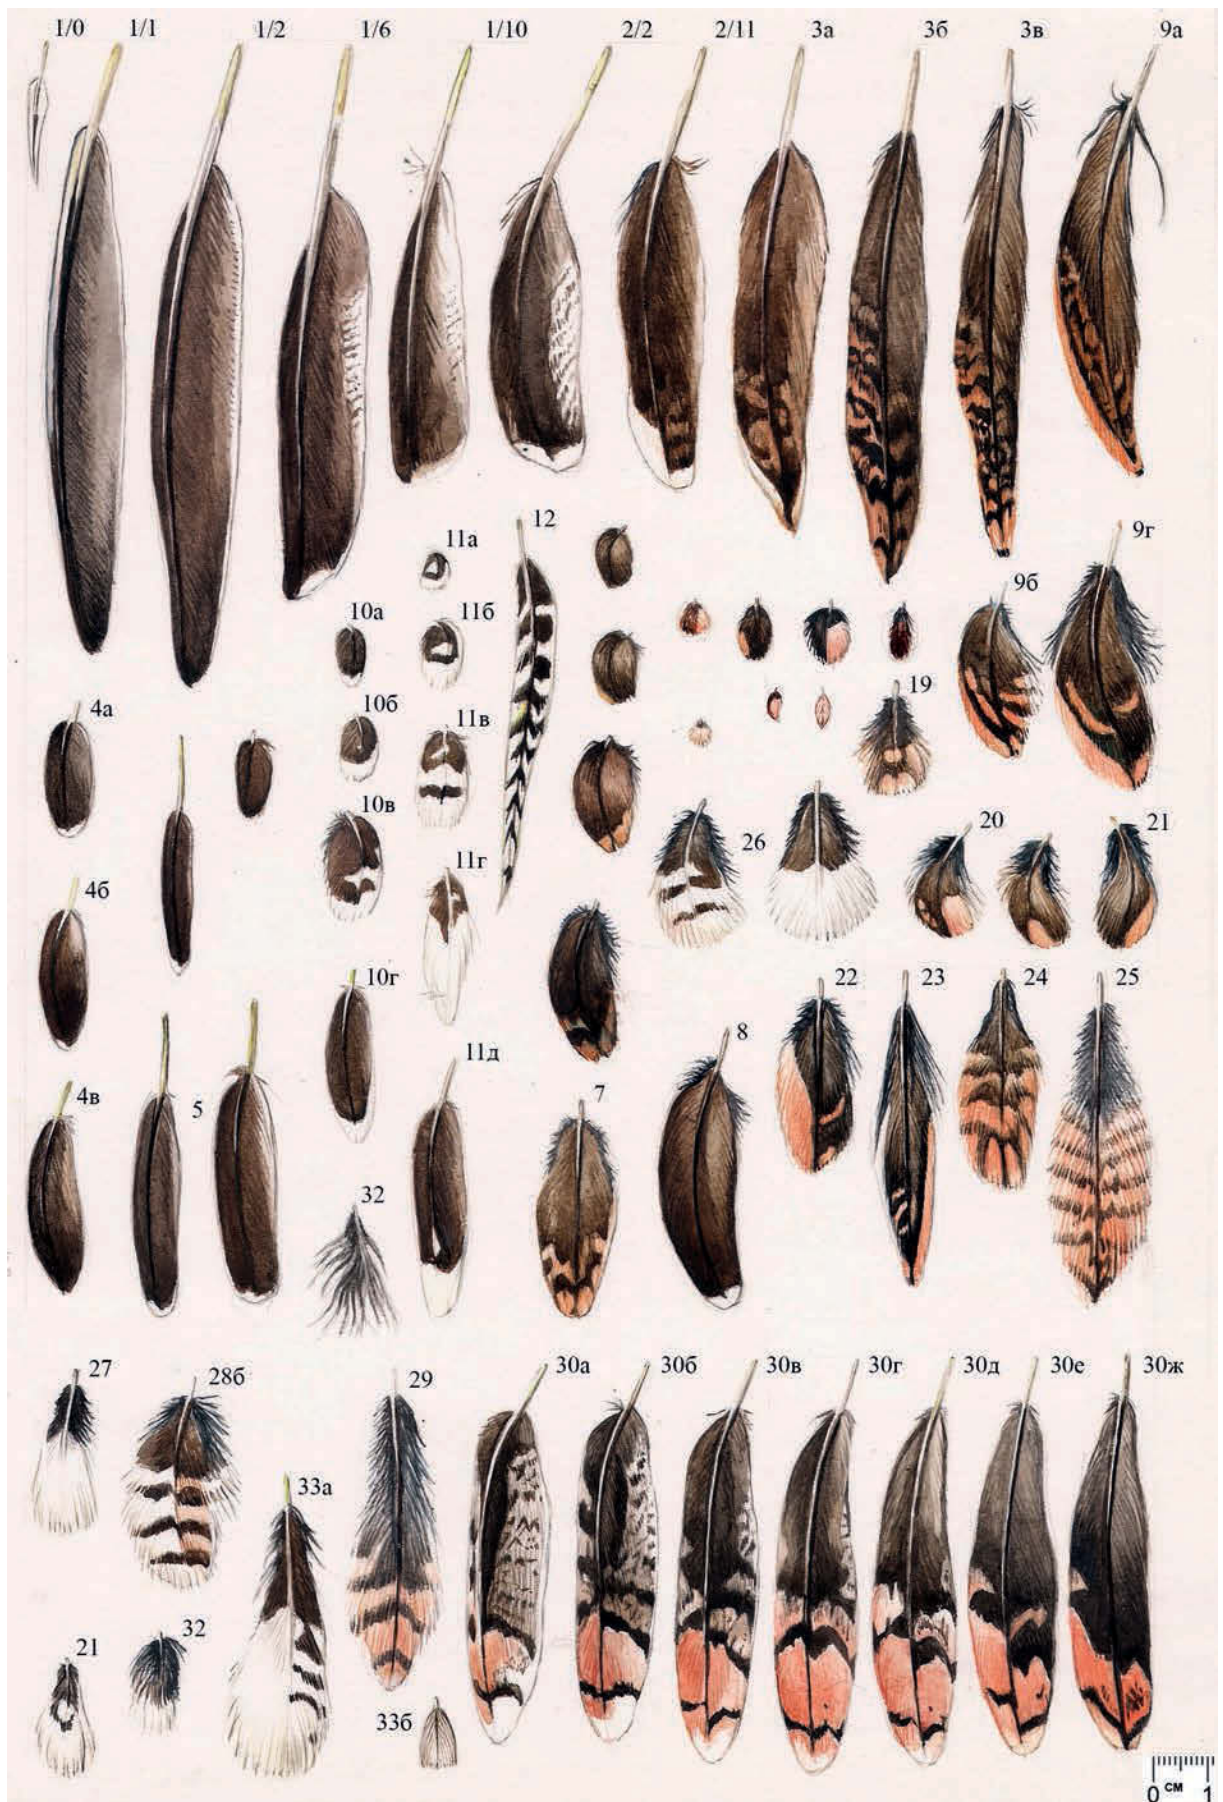 1/0 1/1 1/2 1/6 1/10 2/2 2/11 3а 3б 3в 9а
12 9г
11а 9б
10а 11б
19
4а 10б 11в
10в 26 20 21
11г
4б
10г 22 23 24 25
8
11д
4в 5 7
32
27 28б 29 30а 30б 30в 30г 30д 30е 30ж
33а
21 32
33б
0 см 1